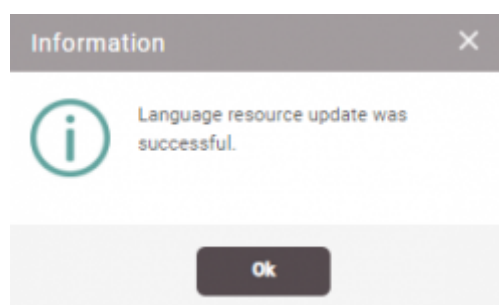 Information
Language resource update was
successful.
Ok